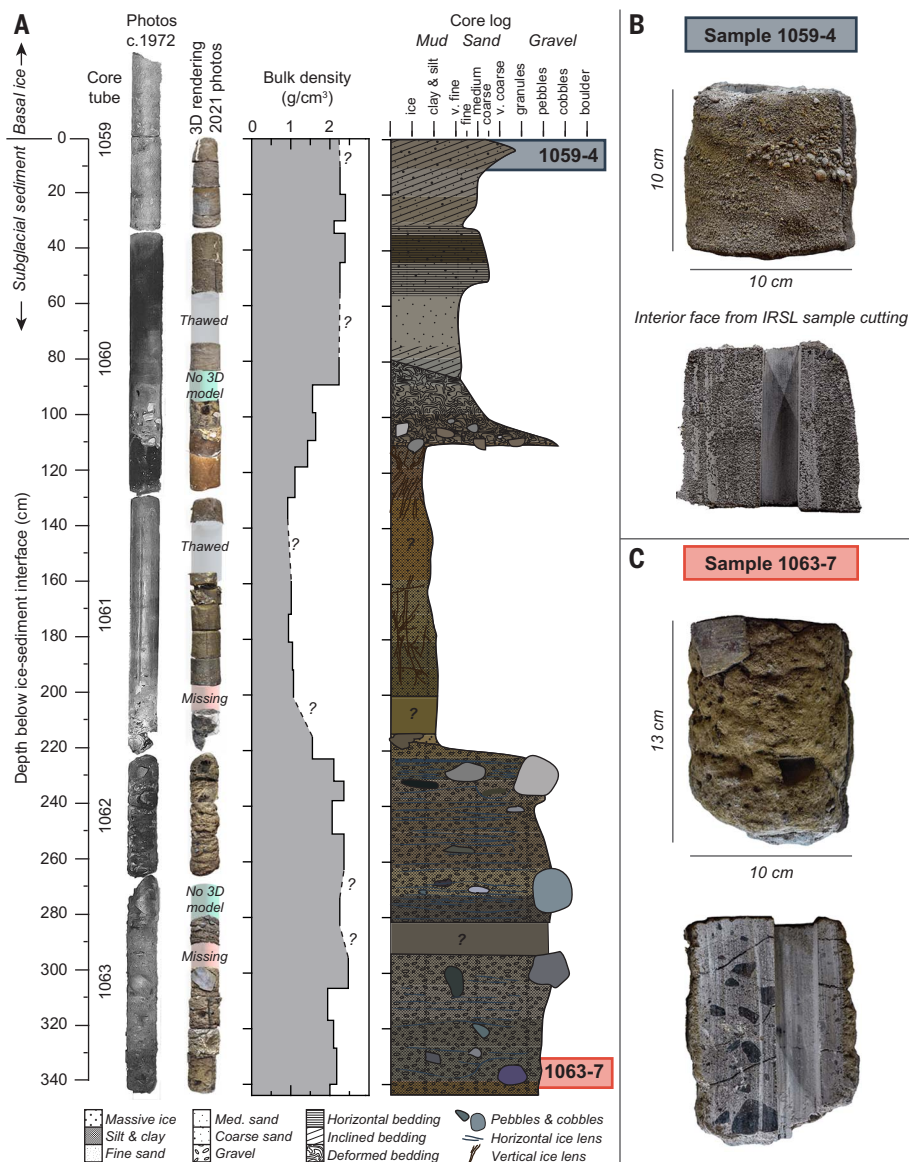 A
Photos
c.1972
Core
tube
3D rendering
2021 photos
Bulk density
(g/cm³)
0 1 2
Core log
Mud Sand Gravel
ice
clay & silt
v. fine
fine
medium
coarse
v. coarse
granules
pebbles
cobbles
boulder
← Subglacial sediment
Basal ice →
Depth below ice-sediment interface (cm)
0
20
40
60
80
100
120
140
160
180
200
220
240
260
280
300
320
340
1059
1060
1061
1062
1063
Thawed
No 3D
model
Thawed
Missing
No 3D
model
Missing
?
?
?
?
?
?
1059-4
?
?
?
1063-7
Massive ice
Silt & clay
Fine sand
Med. sand
Coarse sand
Gravel
Horizontal bedding
Inclined bedding
Deformed bedding
Pebbles & cobbles
Horizontal ice lens
Vertical ice lens
B
Sample 1059-4
10 cm
10 cm
Interior face from IRSL sample cutting
C
Sample 1063-7
13 cm
10 cm